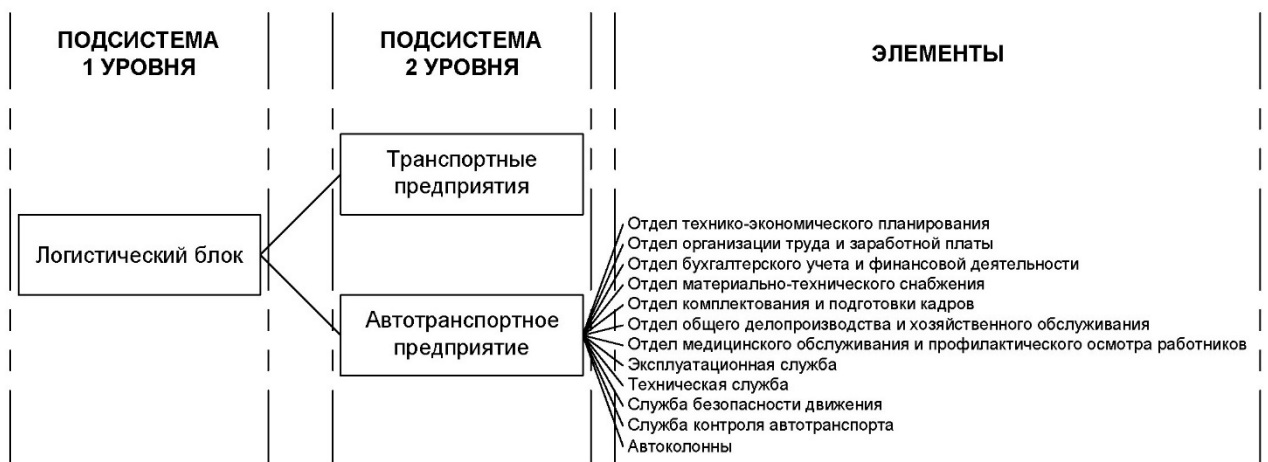 ПОДСИСТЕМА
1 УРОВНЯ
ПОДСИСТЕМА
2 УРОВНЯ
ЭЛЕМЕНТЫ
Транспортные
предприятия
Логистический блок
Автотранспортное
предприятие
Отдел технико-экономического планирования
Отдел организации труда и заработной платы
Отдел бухгалтерского учета и финансовой деятельности
Отдел материально-технического снабжения
Отдел комплектования и подготовки кадров
Отдел общего делопроизводства и хозяйственного обслуживания
Отдел медицинского обслуживания и профилактического осмотра работников
Эксплуатационная служба
Техническая служба
Служба безопасности движения
Служба контроля автотранспорта
Автоколонны